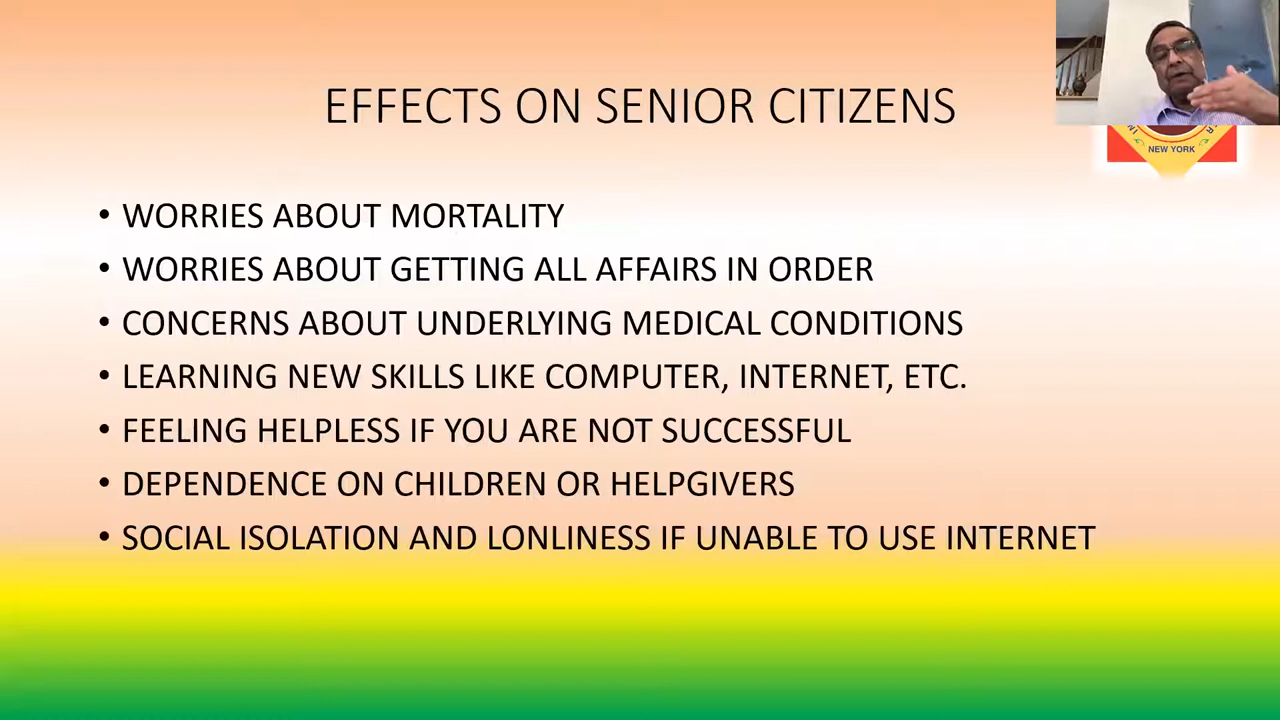 EFFECTS ON SENIOR CITIZENS
NEW YORK
• WORRIES ABOUT MORTALITY
• WORRIES ABOUT GETTING ALL AFFAIRS IN ORDER
• CONCERNS ABOUT UNDERLYING MEDICAL CONDITIONS
• LEARNING NEW SKILLS LIKE COMPUTER, INTERNET, ETC.
• FEELING HELPLESS IF YOU ARE NOT SUCCESSFUL
• DEPENDENCE ON CHILDREN OR HELPGIVERS
• SOCIAL ISOLATION AND LONLINESS IF UNABLE TO USE INTERNET